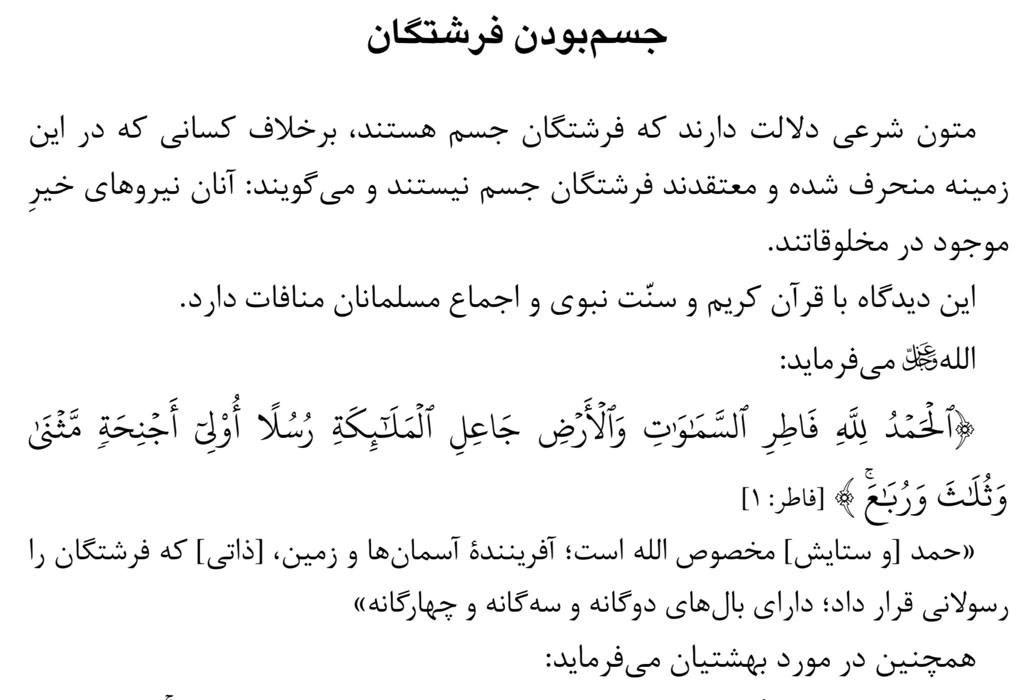 جسم‌بودن فرشتگان
متون شرعی دلالت دارند که فرشتگان جسم هستند، برخلاف کسانی که در این
زمینه منحرف شده و معتقدند فرشتگان جسم نیستند و می‌گویند: آنان نیروهای خیرِ
موجود در مخلوقاتند.
این دیدگاه با قرآن کریم و سنّت نبوی و اجماع مسلمانان منافات دارد.
الله عزوجل می‌فرماید:
﴿ٱلۡحَمۡدُ لِلَّهِ فَاطِرِ ٱلسَّمَٰوَٰتِ وَٱلۡأَرۡضِ جَاعِلِ ٱلۡمَلَٰٓئِكَةِ رُسُلًا أُوْلِيٓ أَجۡنِحَةٖ مَّثۡنَىٰ
وَثُلَٰثَ وَرُبَٰعَۚ﴾ [فاطر: ۱]
«حمد [و ستایش] مخصوص الله است؛ آفرینندۀ آسمان‌ها و زمین، [ذاتی] که فرشتگان را
رسولانی قرار داد؛ دارای بال‌های دوگانه و سه‌گانه و چهارگانه»
همچنین در مورد بهشتیان می‌فرماید: